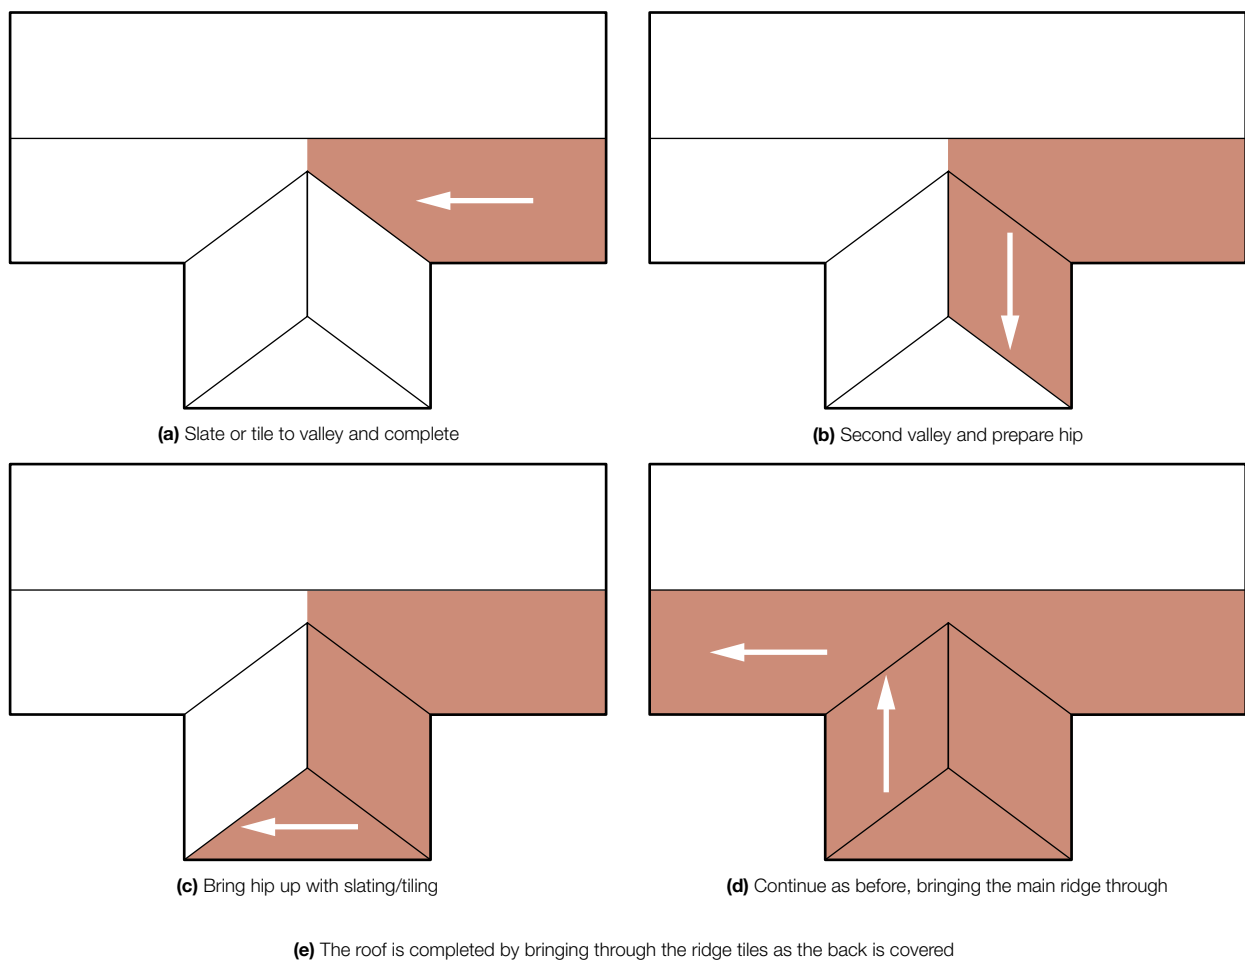 (a) Slate or tile to valley and complete
(b) Second valley and prepare hip
(c) Bring hip up with slating/tiling
(d) Continue as before, bringing the main ridge through
(e) The roof is completed by bringing through the ridge tiles as the back is covered